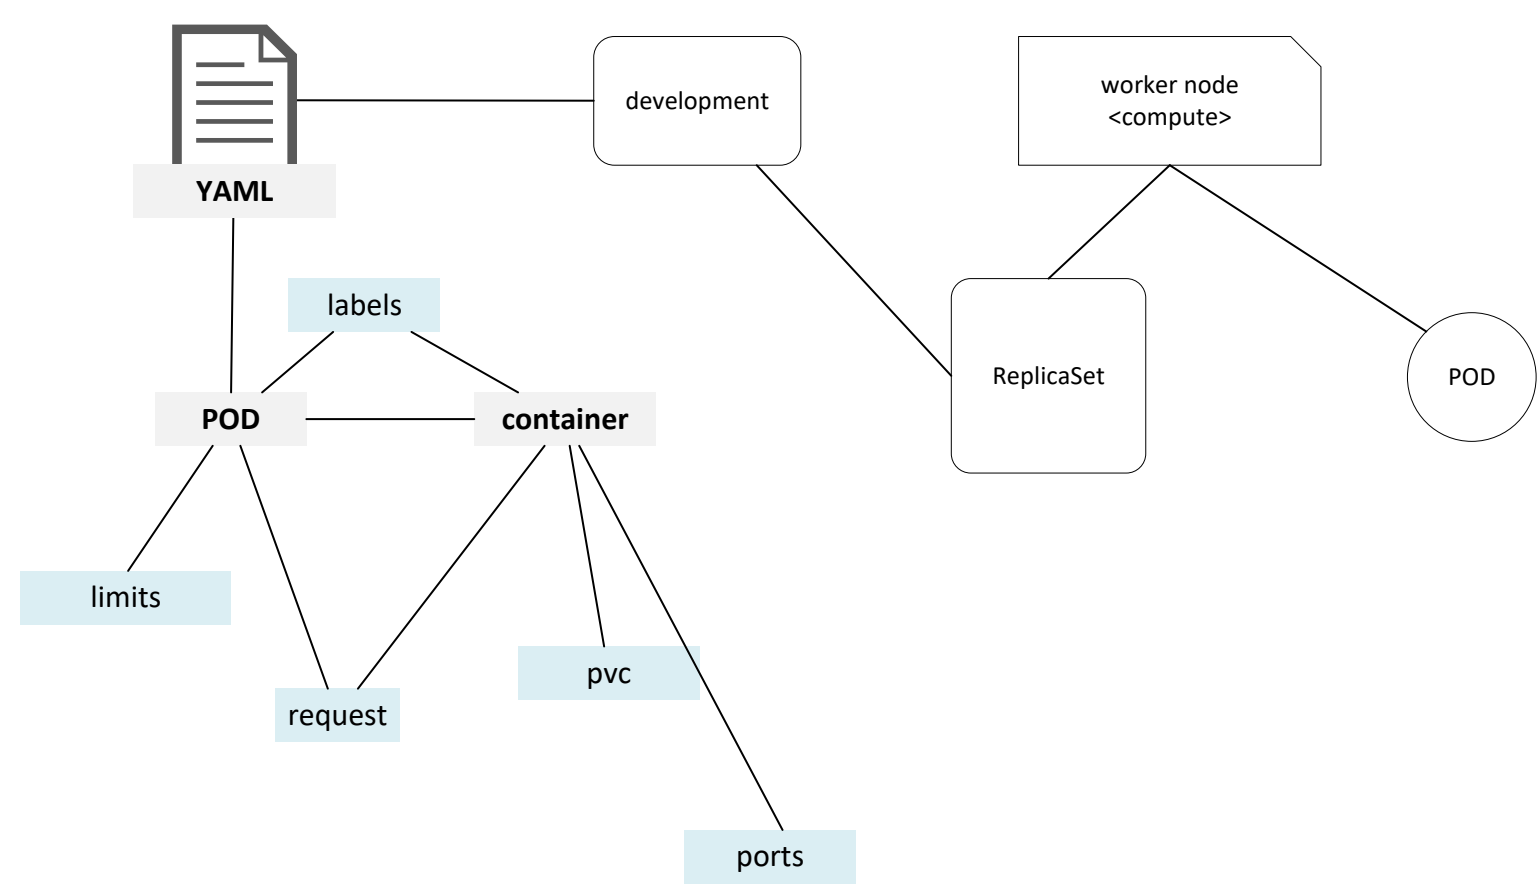 development
worker node
<compute>
YAML
labels
ReplicaSet
POD
POD
container
limits
pvc
request
ports